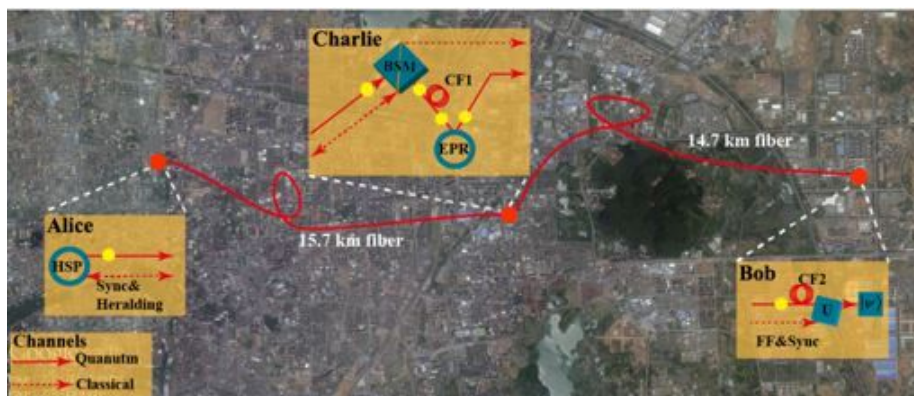 Charlie
BSM
CF1
EPR
14.7 km fiber
15.7 km fiber
Alice
HSP
Sync&
Heralding
Bob
CF2
U
FF&Sync
Channels
Quanutm
Classical